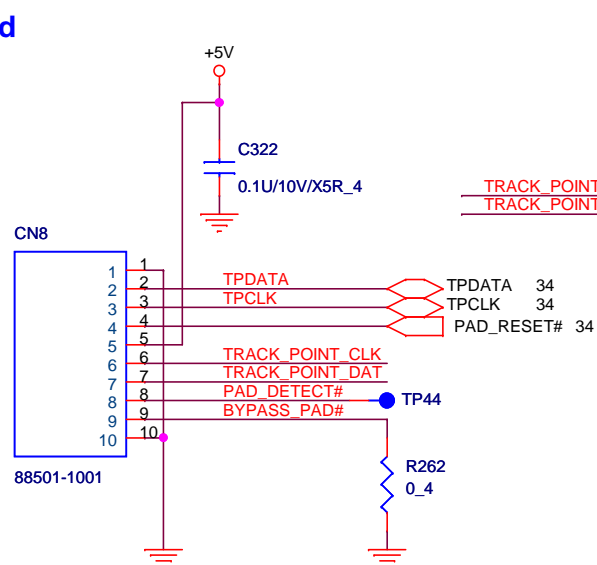 d
+5V
C322
0.1U/10V/X5R_4
TRACK_POINT
TRACK_POINT
CN8
1 1
2 2 TPDATA TPDATA 34
3 3 TPCLK TPCLK 34
4 4 PAD_RESET# 34
5 5
6 6 TRACK_POINT_CLK
7 7 TRACK_POINT_DAT
8 8 PAD_DETECT# TP44
9 9 BYPASS_PAD#
10 10
88501-1001
R262
0_4